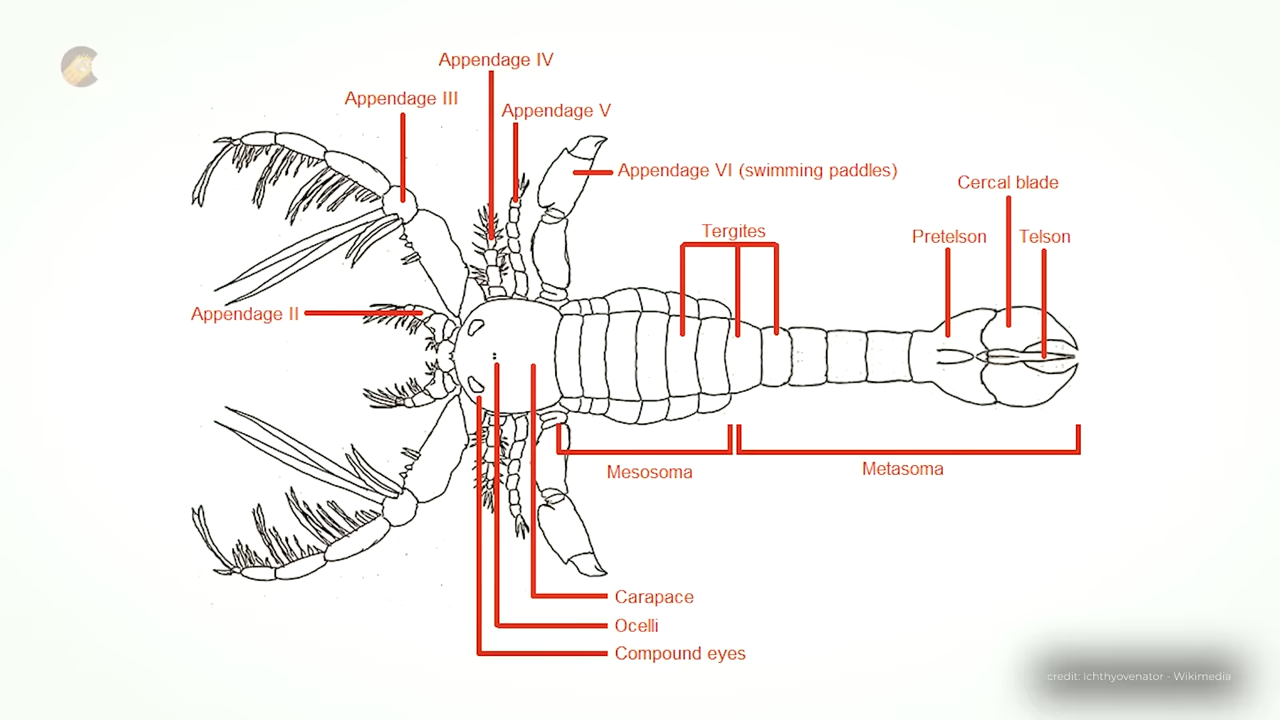 Appendage IV
Appendage III
Appendage V
Appendage VI (swimming paddles)
Cercal blade
Tergites
Pretelson
Telson
Appendage II
Mesosoma
Metasoma
Carapace
Ocelli
Compound eyes
credit: Ichthyovenator - Wikimedia